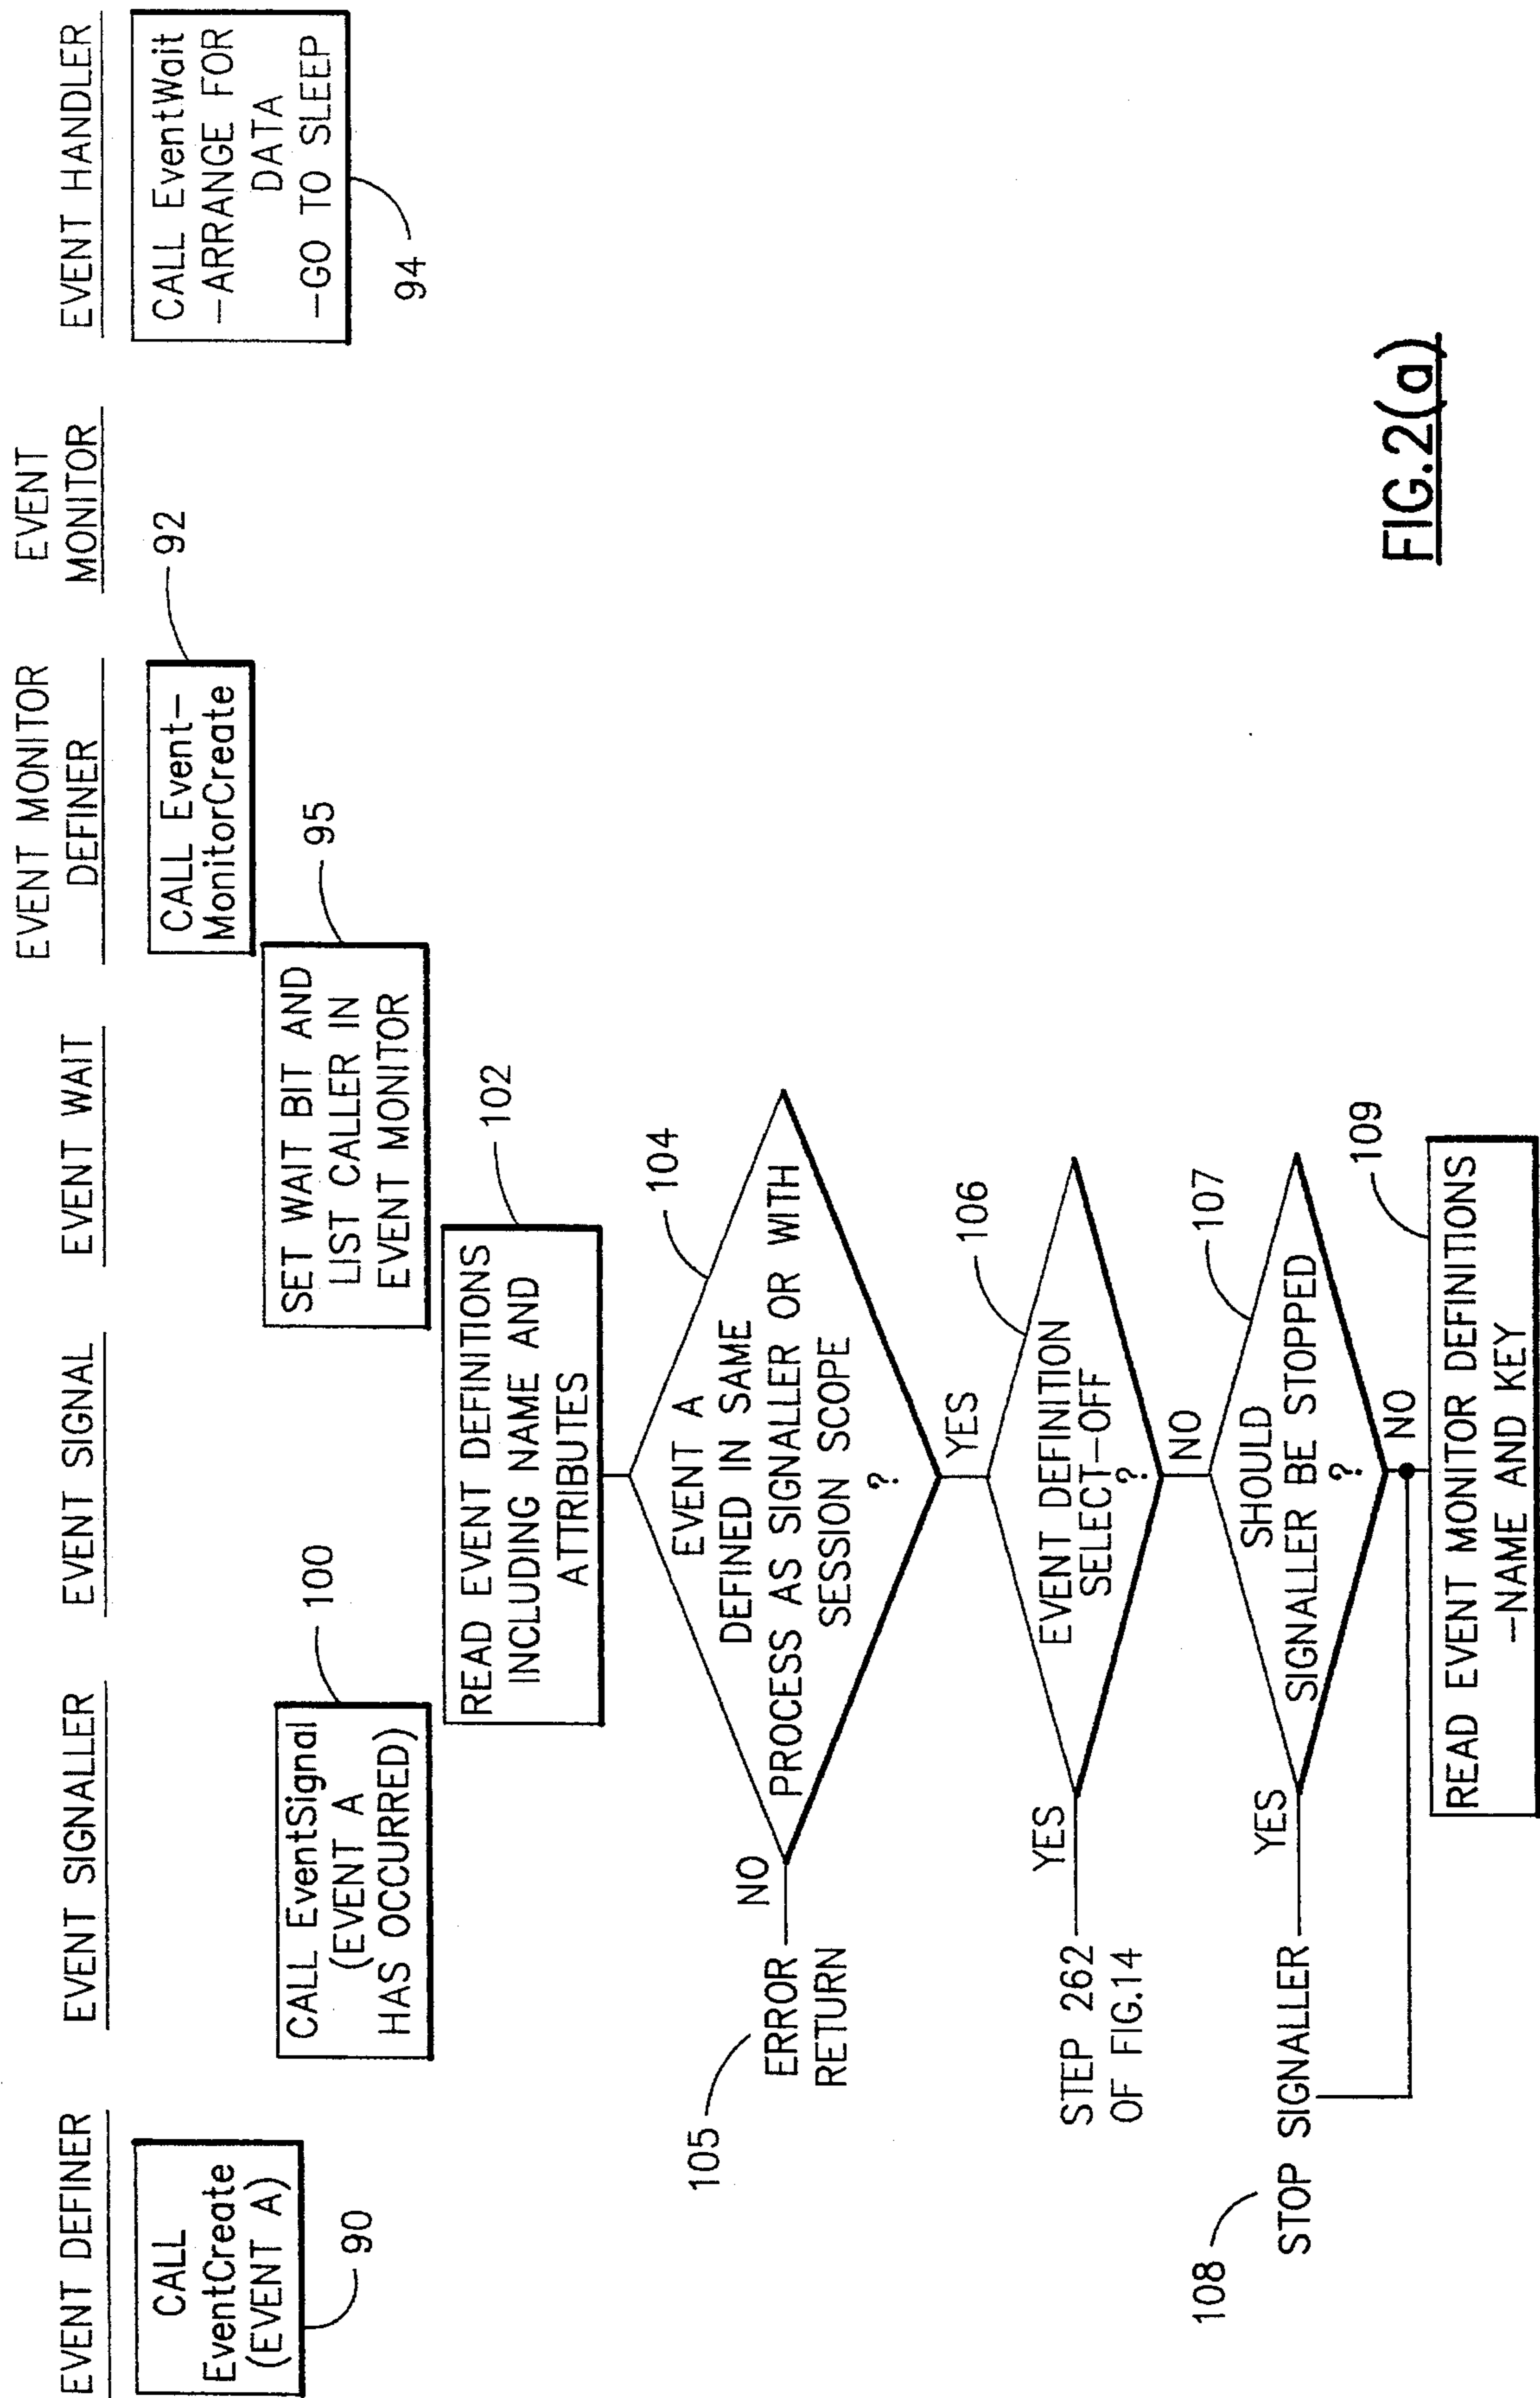 EVENT DEFINER
EVENT SIGNALLER
EVENT SIGNAL
EVENT WAIT
EVENT MONITOR
DEFINER
EVENT
MONITOR
EVENT HANDLER
CALL
EventCreate
(EVENT A)
90
CALL EventSignal
(EVENT A
HAS OCCURRED)
100
CALL Event-
MonitorCreate
92
CALL EventWait
-ARRANGE FOR
DATA
-GO TO SLEEP
94
SET WAIT BIT AND
LIST CALLER IN
EVENT MONITOR
95
READ EVENT DEFINITIONS
INCLUDING NAME AND
ATTRIBUTES
102
EVENT A
DEFINED IN SAME
PROCESS AS SIGNALLER OR WITH
SESSION SCOPE
?
104
NO
ERROR
RETURN
105
YES
EVENT DEFINITION
SELECT-OFF
?
106
YES
STEP 262
OF FIG.14
NO
SHOULD
SIGNALLER BE STOPPED
?
107
YES
STOP SIGNALLER
108
NO
READ EVENT MONITOR DEFINITIONS
-NAME AND KEY
109
FIG.2(a)